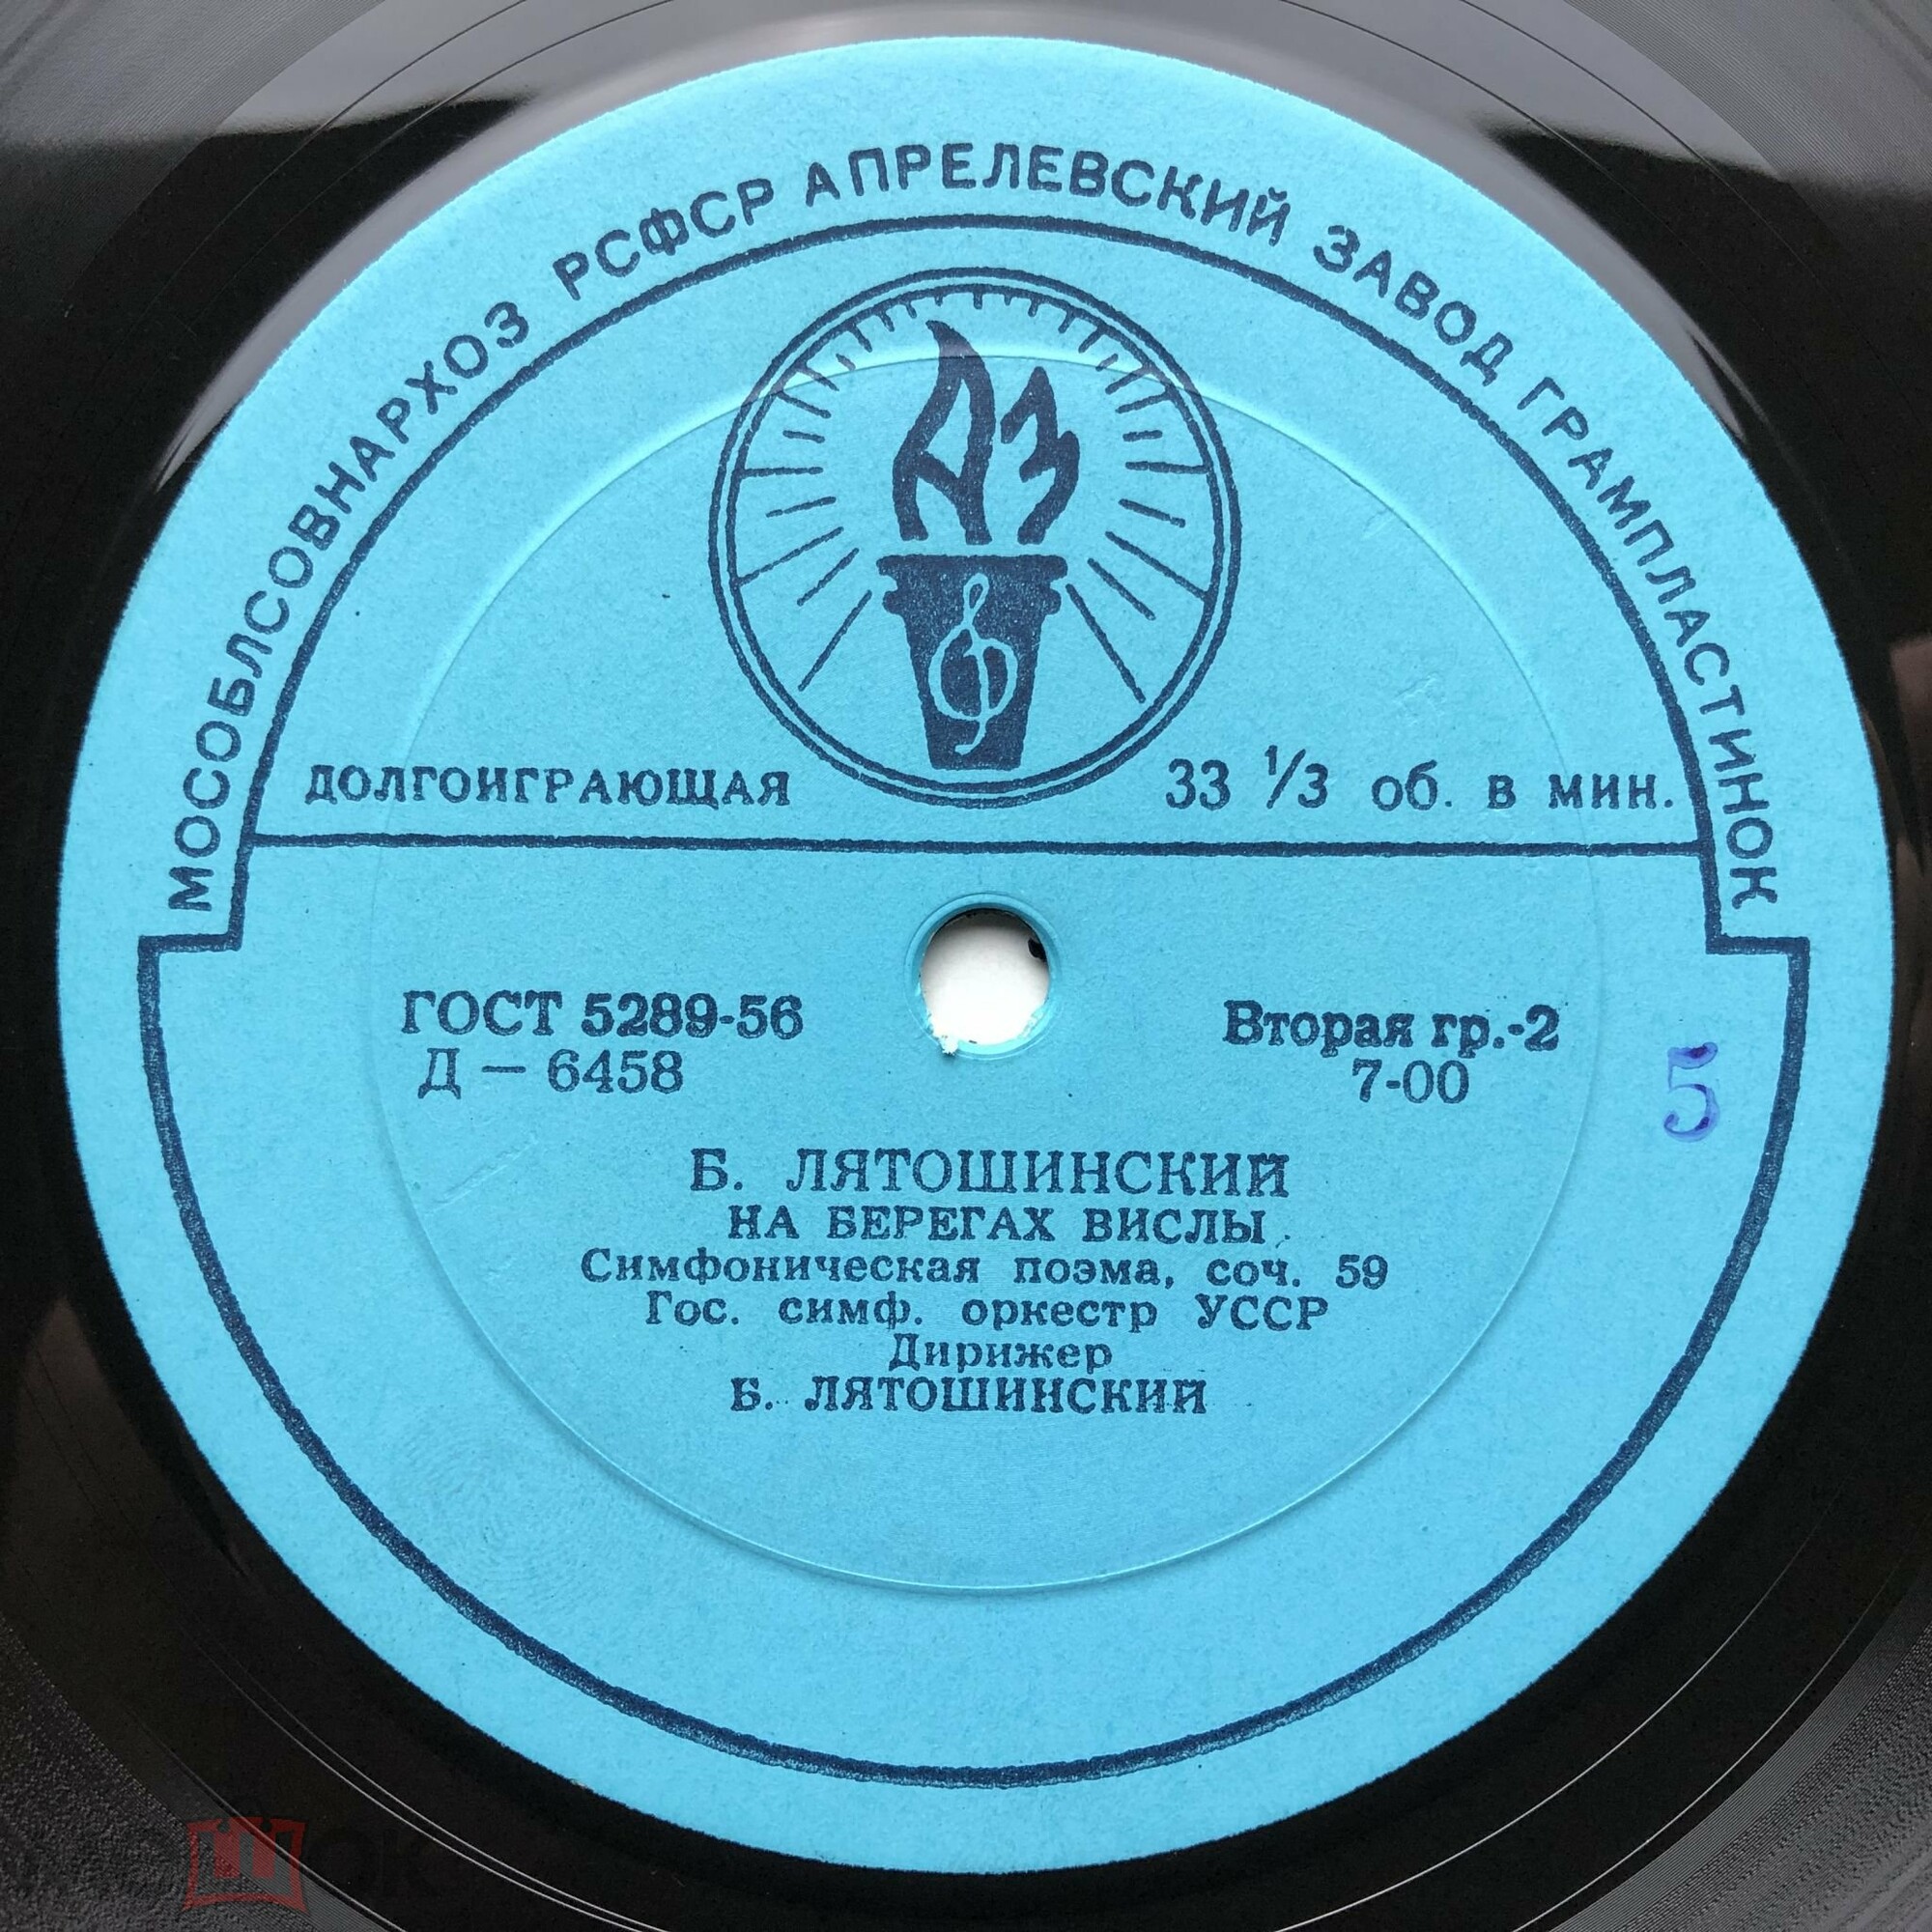 МОСОБЛСОВНАРХОЗ РСФСР АПРЕЛЕВСКИЙ ЗАВОД ГРАМПЛАСТИНОК
АЗ
ДОЛГОИГРАЮЩАЯ 33 1/3 об. в мин.
ГОСТ 5289-56 Вторая гр.-2
Д – 6458 7-00
5
Б. ЛЯТОШИНСКИЙ
НА БЕРЕГАХ ВИСЛЫ
Симфоническая поэма, соч. 59
Гос. симф. оркестр УССР
Дирижер
Б. ЛЯТОШИНСКИЙ